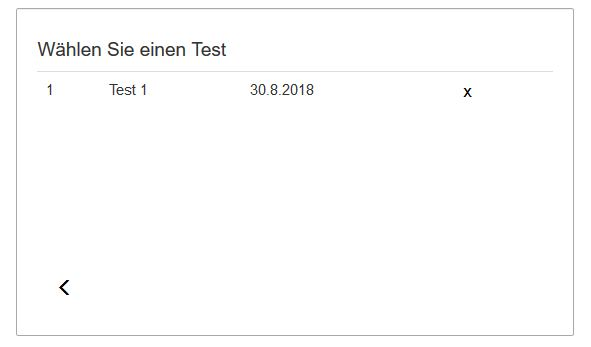 Wählen Sie einen Test
1 Test 1 30.8.2018 x
<